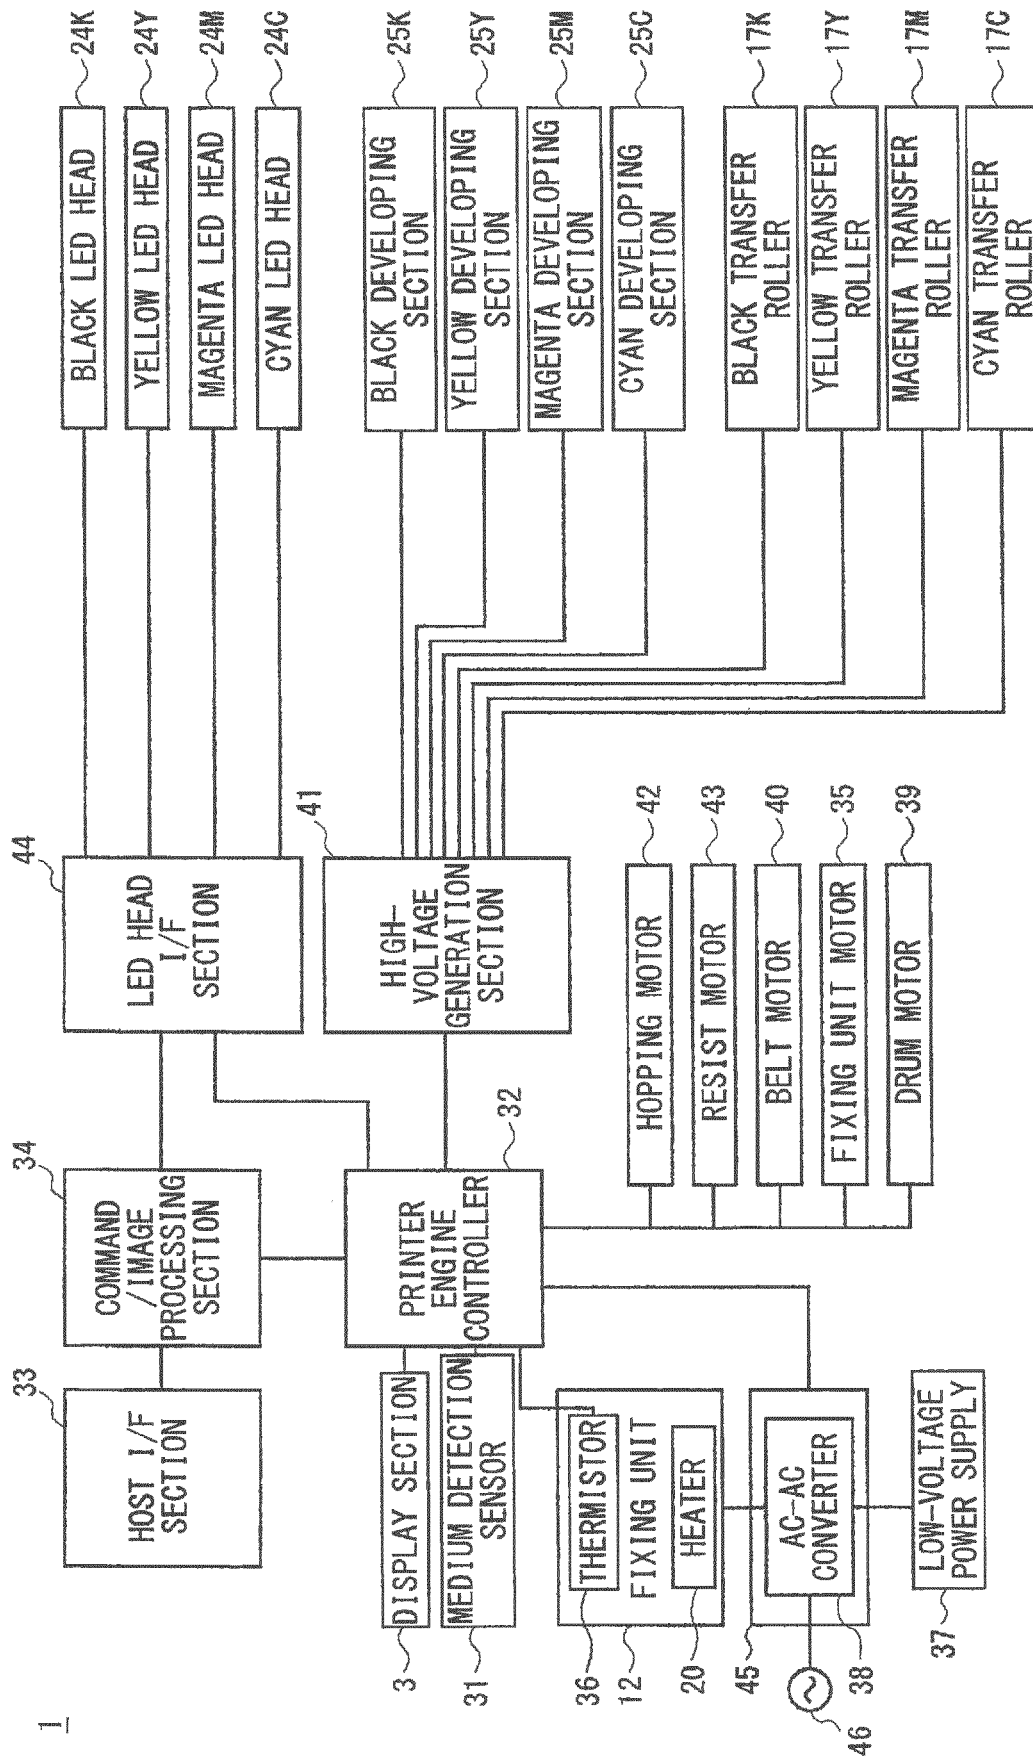 1
33
HOST I/F
SECTION
34
COMMAND
/IMAGE
PROCESSING
SECTION
44
LED HEAD
I/F
SECTION
BLACK LED HEAD
24K
YELLOW LED HEAD
24Y
MAGENTA LED HEAD
24M
CYAN LED HEAD
24C
41
HIGH-
VOLTAGE
GENERATION
SECTION
BLACK DEVELOPING
SECTION
25K
YELLOW DEVELOPING
SECTION
25Y
MAGENTA DEVELOPING
SECTION
25M
CYAN DEVELOPING
SECTION
25C
BLACK TRANSFER
ROLLER
17K
YELLOW TRANSFER
ROLLER
17Y
MAGENTA TRANSFER
ROLLER
17M
CYAN TRANSFER
ROLLER
17C
32
PRINTER
ENGINE
CONTROLLER
3
DISPLAY SECTION
31
MEDIUM DETECTION
SENSOR
36
THERMISTOR
12
FIXING UNIT
20
HEATER
45
AC-AC
CONVERTER
38
46
37
LOW-VOLTAGE
POWER SUPPLY
HOPPING MOTOR
42
RESIST MOTOR
43
BELT MOTOR
40
FIXING UNIT MOTOR
35
DRUM MOTOR
39